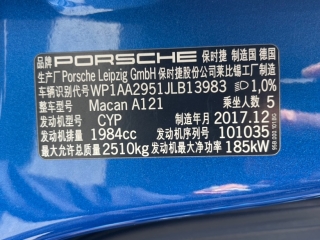 品牌 PORSCHE 保时捷 制造国 德国
生产厂 Porsche Leipzig GmbH 保时捷股份公司莱比锡工厂制造
车辆识别代号 WP1AA2951JLB13983 1,0%
整车型号 Macan A121 乘坐人数 5
发动机型号 CYP 制造年月 2017.12
发动机排量 1984cc 发动机号 101035
最大允许总质量 2510kg 发动机最大净功率 185kW